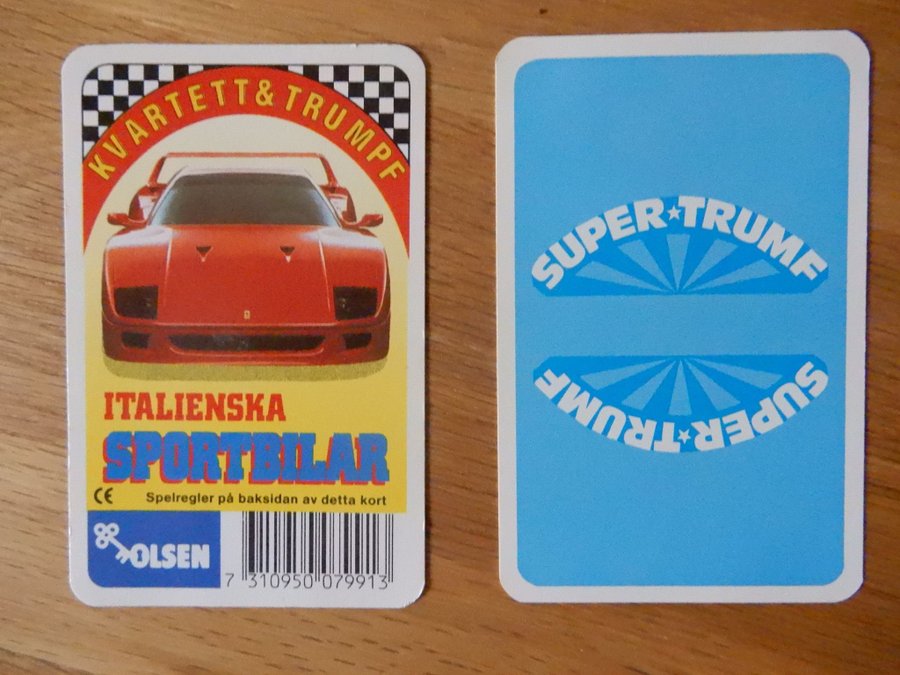 KVARTETT & TRUMPF
ITALIENSKA
SPORTBILAR
CE Spelregler på baksidan av detta kort
OLSEN
7 310950 079913
SUPER★TRUMF
SUPER★TRUMF